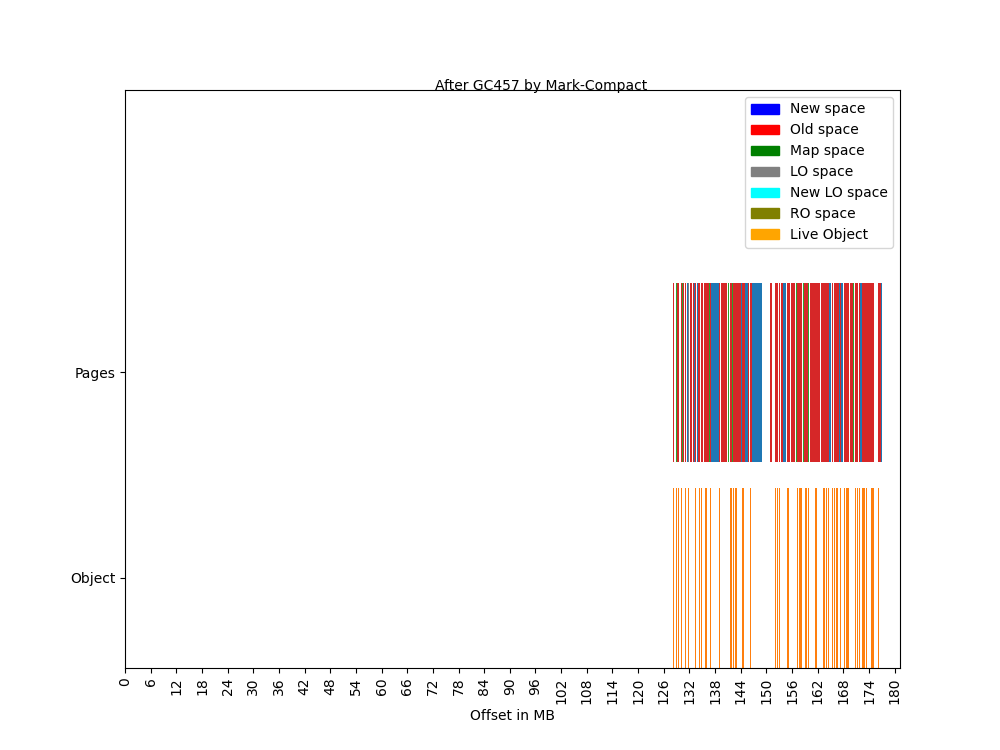 After GC457 by Mark-Compact
New space
Old space
Map space
LO space
New LO space
RO space
Live Object
Pages
Object
0 6 12 18 24 30 36 42 48 54 60 66 72 78 84 90 96 102 108 114 120 126 132 138 144 150 156 162 168 174 180
Offset in MB